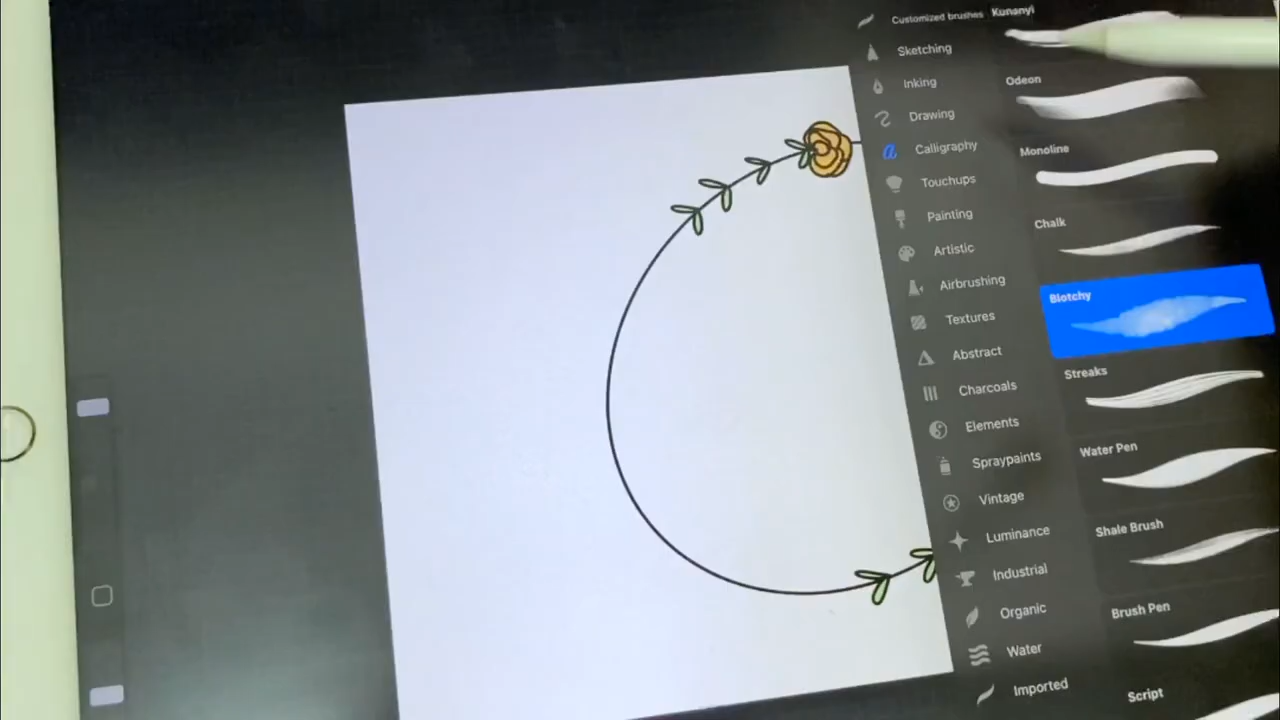 Customized brushes
Sketching
Inking
Drawing
Calligraphy
Touchups
Painting
Artistic
Airbrushing
Textures
Abstract
Charcoals
Elements
Spraypaints
Vintage
Luminance
Industrial
Organic
Water
Imported
Kunanyi
Odeon
Monoline
Chalk
Blotchy
Streaks
Water Pen
Shale Brush
Brush Pen
Script